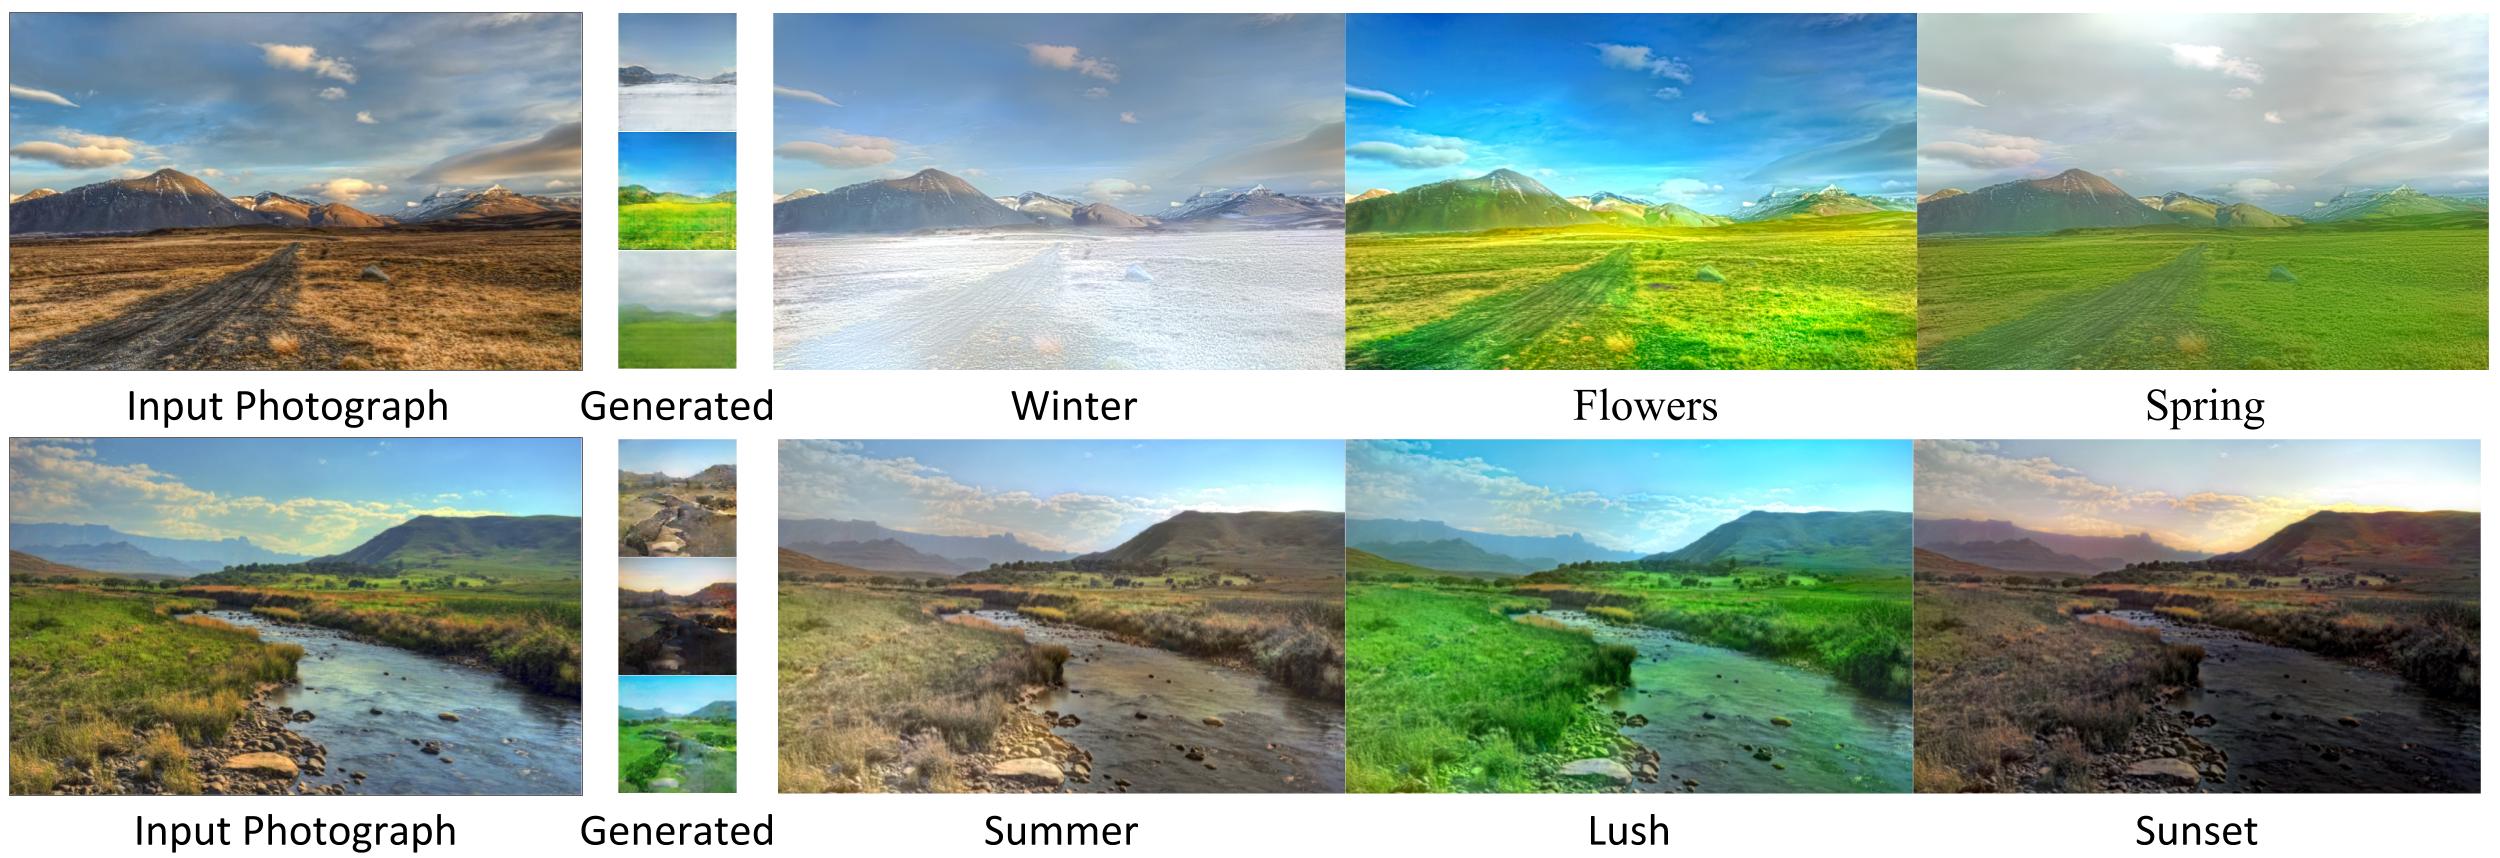 Input Photograph
Generated
Winter
Flowers
Spring
Input Photograph
Generated
Summer
Lush
Sunset